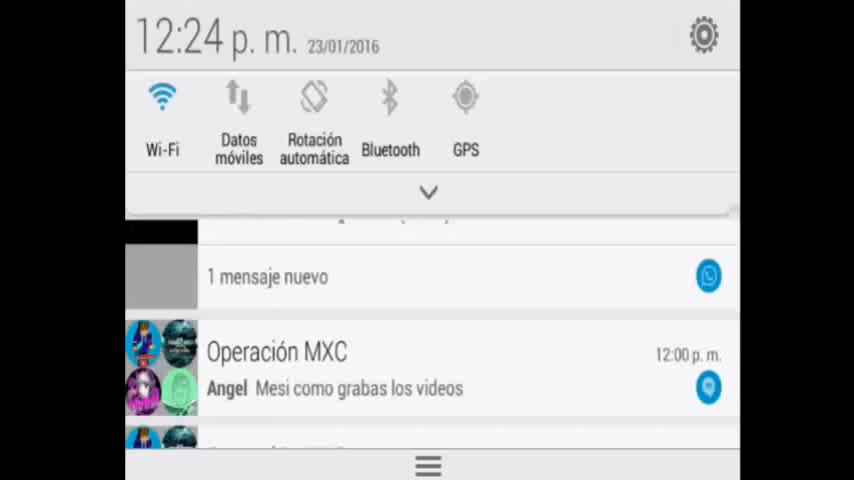 12:24 p. m. 23/01/2016
Wi-Fi
Datos
móviles
Rotación
automática
Bluetooth
GPS
1 mensaje nuevo
Operación MXC
12:00 p. m.
Angel Mesi como grabas los videos